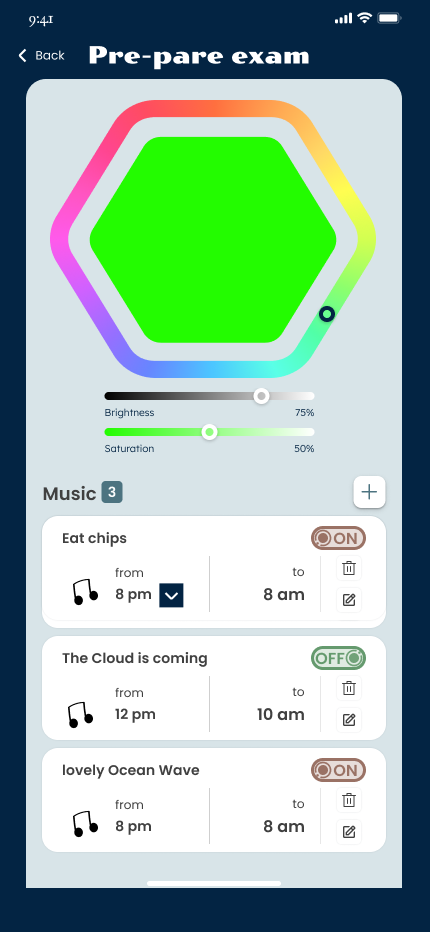 9:41
Back
Pre-pare exam
Brightness 75%
Saturation 50%
Music 3
Eat chips ON
from to
8 pm 8 am
The Cloud is coming OFF
from to
12 pm 10 am
lovely Ocean Wave ON
from to
8 pm 8 am